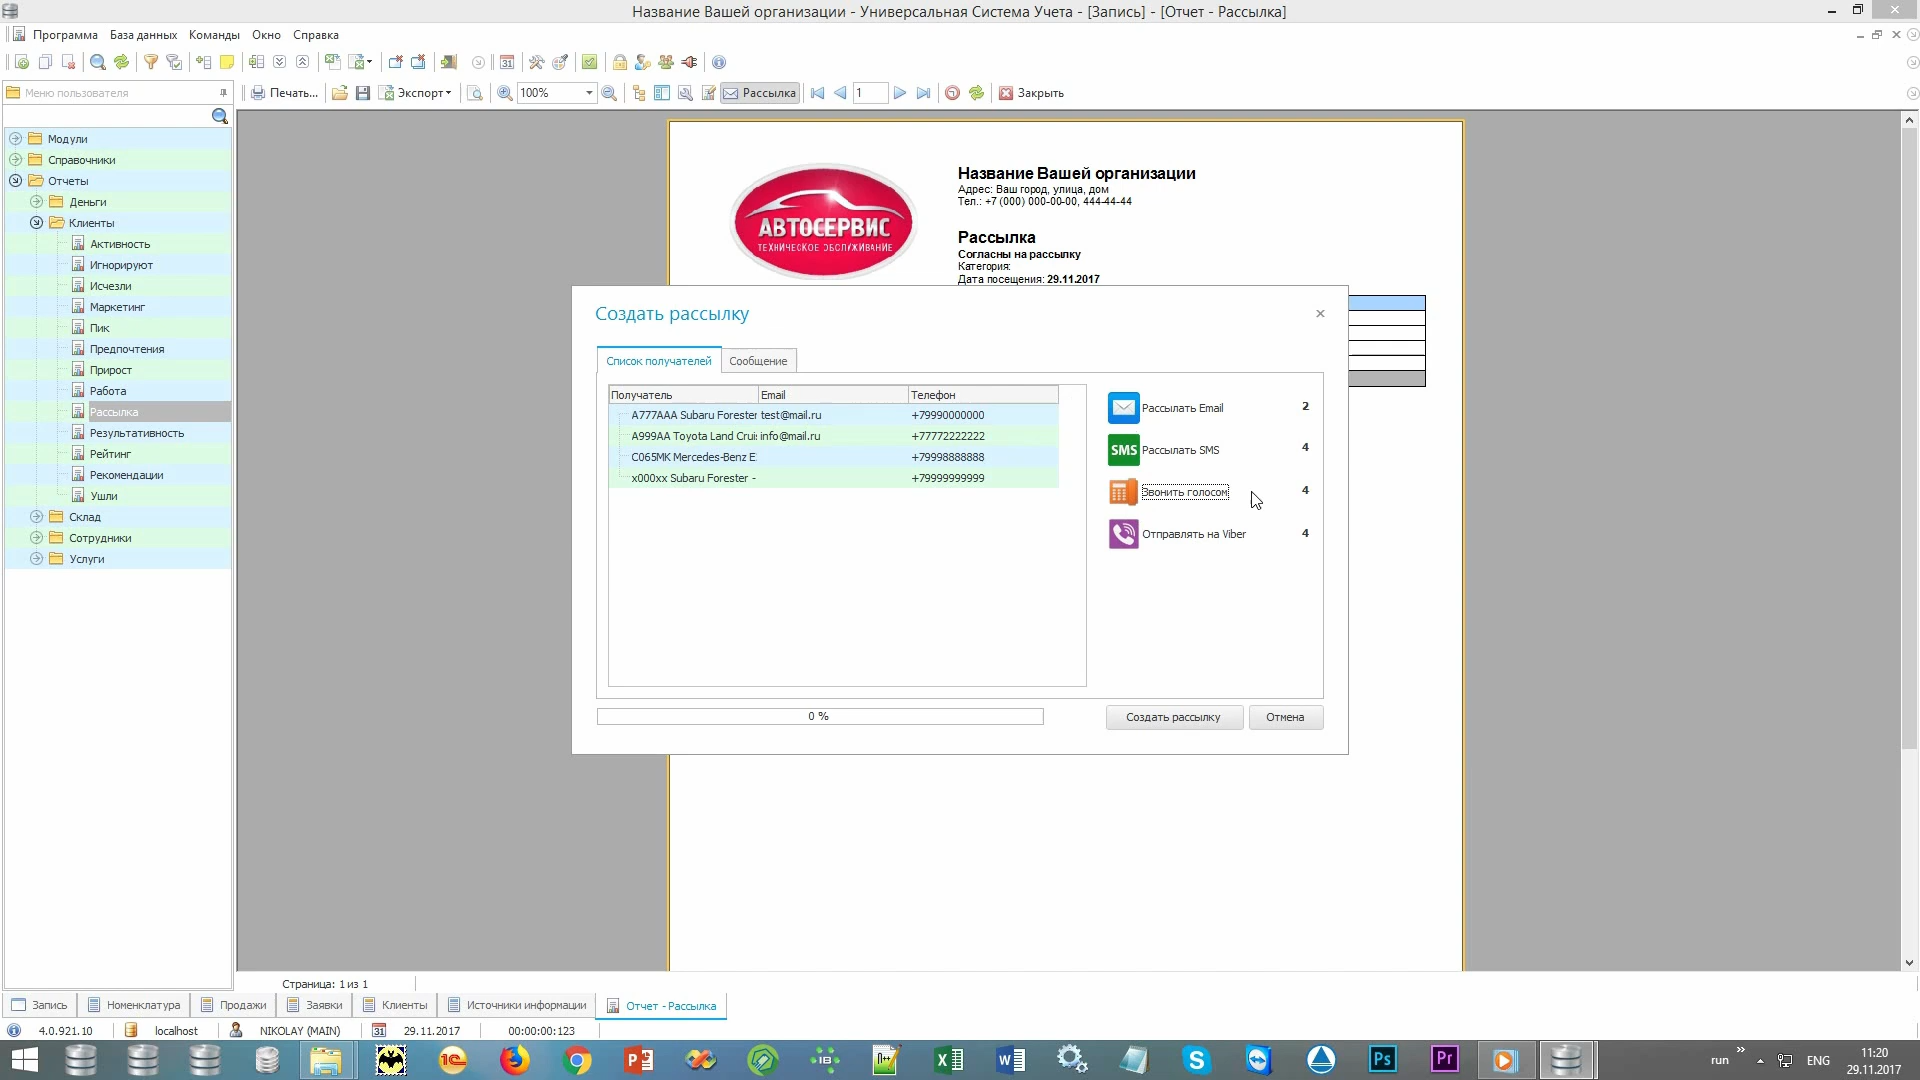 Название Вашей организации - Универсальная Система Учета - [Запись] - [Отчет - Рассылка]
Программа База данных Команды Окно Справка
Меню пользователя
Печать... Экспорт 100% Рассылка 1 Закрыть
Модули
Справочники
Отчеты
Деньги
Клиенты
Активность
Игнорируют
Исчезли
Маркетинг
Пик
Предпочтения
Прирост
Работа
Рассылка
Результативность
Рейтинг
Рекомендации
Ушли
Склад
Сотрудники
Услуги
АВТОСЕРВИС
ТЕХНИЧЕСКОЕ ОБСЛУЖИВАНИЕ
Название Вашей организации
Адрес: Ваш город, улица, дом
Тел.: +7 (000) 000-00-00, 444-44-44
Рассылка
Согласны на рассылку
Категория:
Дата посещения: 29.11.2017
Создать рассылку
Список получателей Сообщение
Получатель Email Телефон
A777AAA Subaru Forester test@mail.ru +79990000000
A999AA Toyota Land Crui info@mail.ru +77772222222
C065MK Mercedes-Benz E +79998888888
x000xx Subaru Forester - +79999999999
Рассылать Email 2
SMS Рассылать SMS 4
Звонить голосом 4
Отправлять на Viber 4
0 %
Создать рассылку Отмена
Страница: 1 из 1
Запись Номенклатура Продажи Заявки Клиенты Источники информации Отчет - Рассылка
4.0.921.10 localhost NIKOLAY (MAIN) 31 29.11.2017 00:00:00:123
run ENG 11:20
29.11.2017